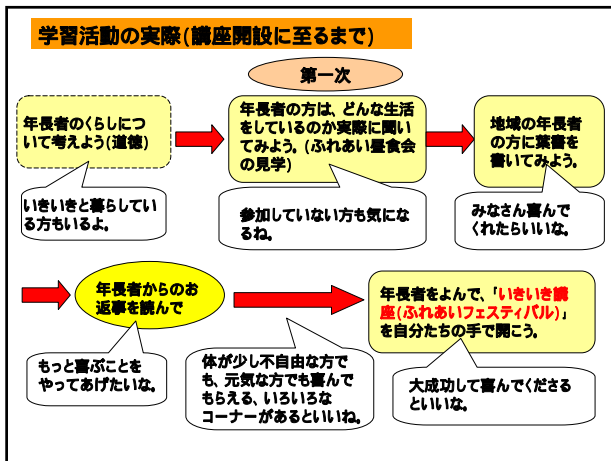 学習活動の実際(講座開設に至るまで)
第一次
年長者のくらしにつ
いて考えよう(道徳)
年長者の方は、どんな生活
をしているのか実際に聞い
てみよう。(ふれあい昼食会
の見学)
地域の年長者
の方に葉書を
書いてみよう。
いきいきと暮らしてい
る方もいるよ。
参加していない方も気にな
るね。
みなさん喜んで
くれたらいいな。
年長者からのお
返事を読んで
年長者をよんで、「いきいき講
座(ふれあいフェスティバル)」
を自分たちの手で開こう。
もっと喜ぶことを
やってあげたいな。
体が少し不自由な方で
も、元気な方でも喜んで
もらえる、いろいろな
コーナーがあるといいね。
大成功して喜んでくださる
といいな。